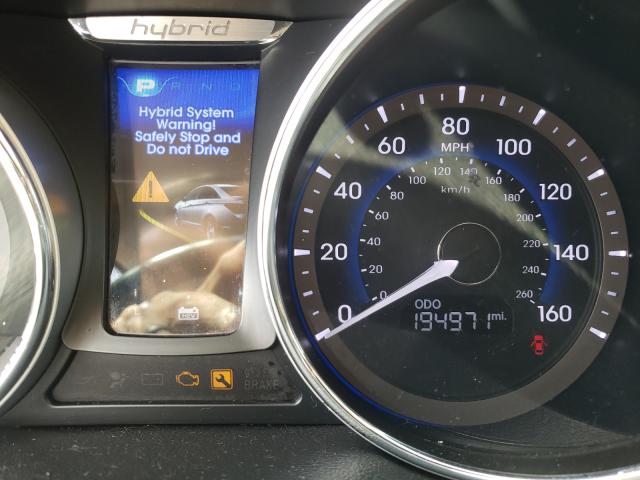 hybrid
P R N D
Hybrid System
Warning!
Safely Stop and
Do not Drive
HEV
BRAKE
0 20 40 60 80 100 120 140 160
MPH
0 20 40 60 80 100 120 140 160 180 200 220 240 260
km/h
ODO
194971 mi.